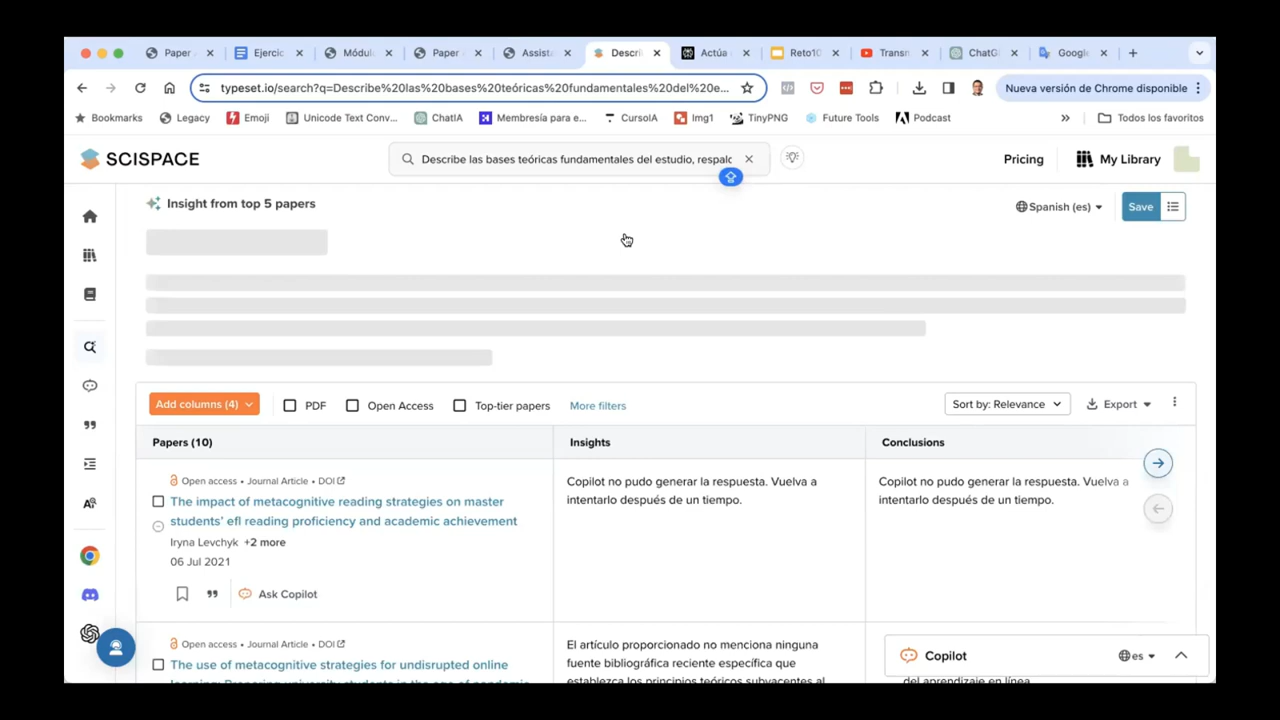 Paper
Ejercic
Módul
Paper
Assist
Descri
Actúa
Reto10
Transn
ChatG
Google
typeset.io/search?q=Describe%20las%20bases%20teóricas%20fundamentales%20del%20e...
Nueva versión de Chrome disponible
Bookmarks
Legacy
Emoji
Unicode Text Conv...
ChatIA
Membresía para e...
CursoIA
Img1
TinyPNG
Future Tools
Podcast
Todos los favoritos
SCISPACE
Describe las bases teóricas fundamentales del estudio, respalc
Pricing
My Library
Insight from top 5 papers
Spanish (es)
Save
Add columns (4)
PDF
Open Access
Top-tier papers
More filters
Sort by: Relevance
Export
Papers (10)
Insights
Conclusions
Open access • Journal Article • DOI
The impact of metacognitive reading strategies on master
students' efl reading proficiency and academic achievement
Iryna Levchyk +2 more
06 Jul 2021
Ask Copilot
Copilot no pudo generar la respuesta. Vuelva a
intentarlo después de un tiempo.
Copilot no pudo generar la respuesta. Vuelva a
intentarlo después de un tiempo.
Open access • Journal Article • DOI
The use of metacognitive strategies for undisrupted online
El artículo proporcionado no menciona ninguna
fuente bibliográfica reciente específica que
establezca los principios teóricos subyacentes al
del aprendizaje en línea
Copilot
es